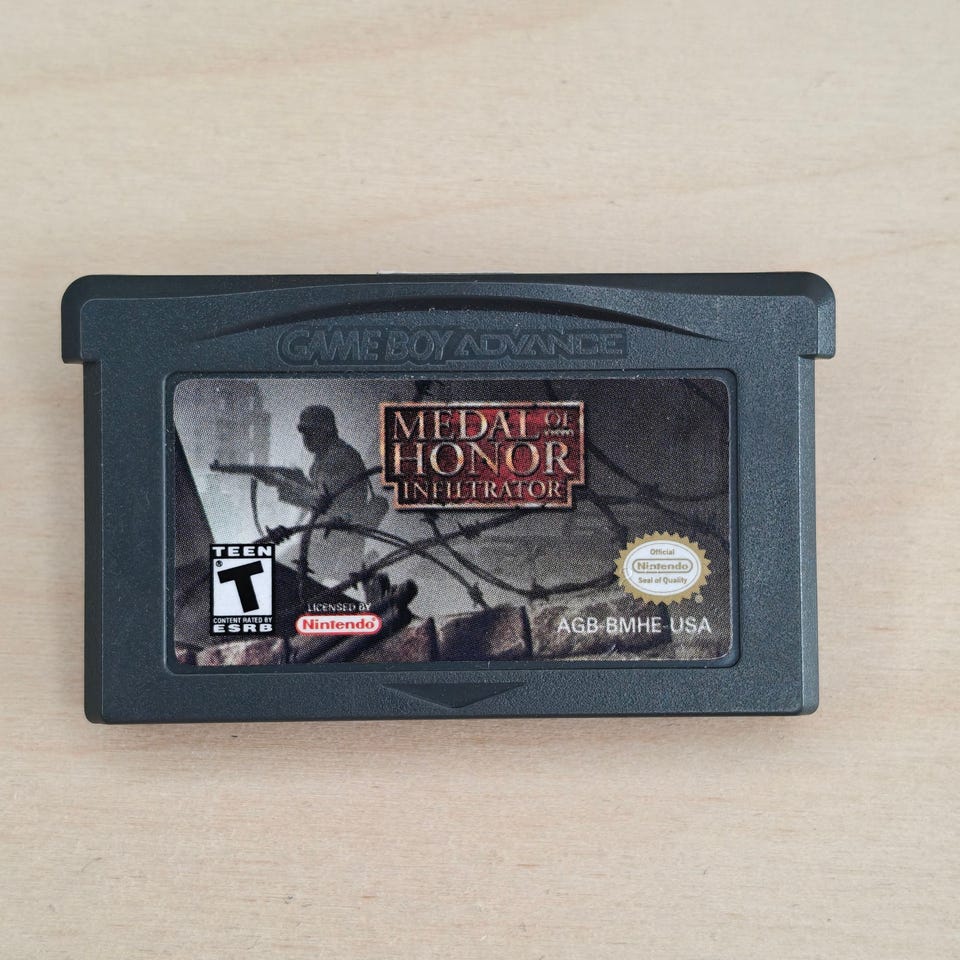 GAME BOY ADVANCE
MEDAL OF
HONOR
INFILTRATOR
TEEN
®
T
CONTENT RATED BY
ESRB
LICENSED BY
Nintendo®
Official
Nintendo
Seal of Quality
AGB-BMHE-USA